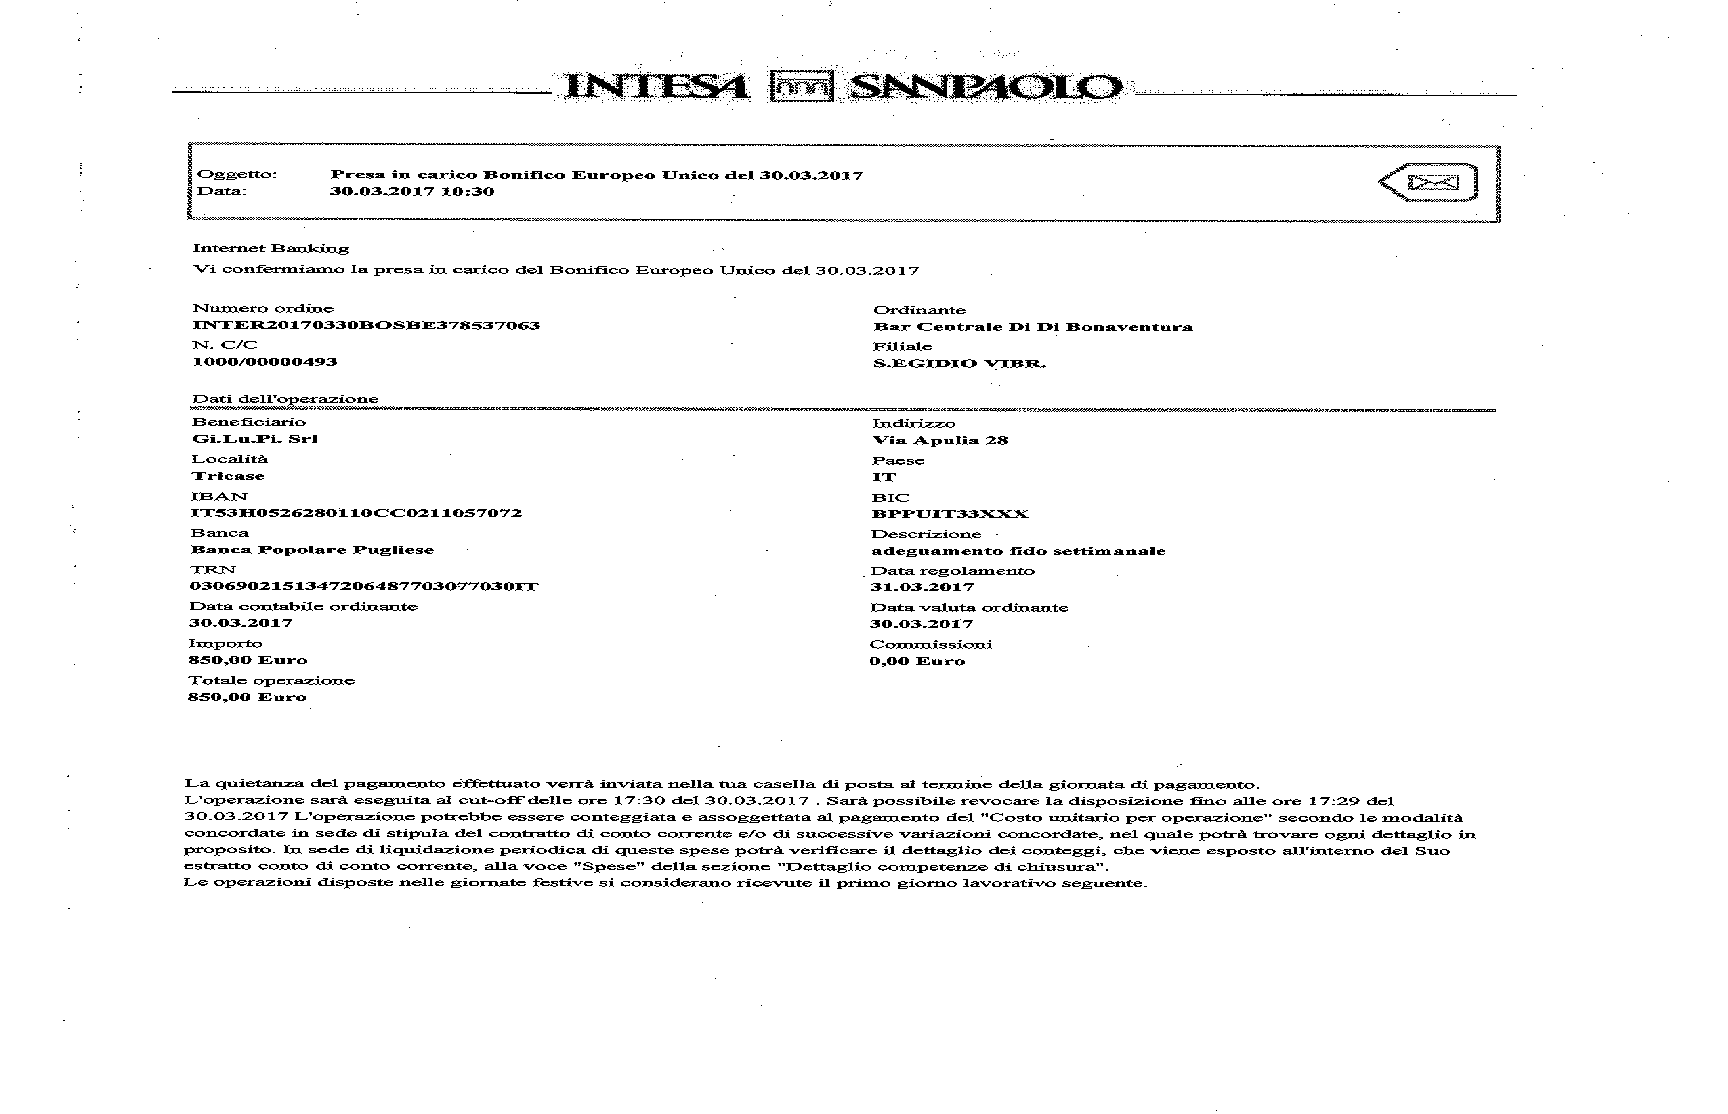 INTESA SANPAOLO
Oggetto: Presa in carico Bonifico Europeo Unico del 30.03.2017
Data: 30.03.2017 10:30
Internet Banking
Vi confermiamo la presa in carico del Bonifico Europeo Unico del 30.03.2017
Numero ordine Ordinante
INTER20170330BOSBE378537063 Bar Centrale Di Di Bonaventura
N. C/C Filiale
1000/00000493 S.EGIDIO VIBR.
Dati dell'operazione
Beneficiario Indirizzo
Gi.Lu.Pi. Srl Via Apulia 28
Località Paese
Tricase IT
IBAN BIC
IT53H0526280110CC0211057072 BPPUIT33XXX
Banca Descrizione
Banca Popolare Pugliese adeguamento fido settimanale
TRN Data regolamento
0306902151347206487703077030IT 31.03.2017
Data contabile ordinante Data valuta ordinante
30.03.2017 30.03.2017
Importo Commissioni
850,00 Euro 0,00 Euro
Totale operazione
850,00 Euro
La quietanza del pagamento effettuato verrà inviata nella tua casella di posta al termine della giornata di pagamento.
L'operazione sarà eseguita al cut-off delle ore 17:30 del 30.03.2017 . Sarà possibile revocare la disposizione fino alle ore 17:29 del
30.03.2017 L'operazione potrebbe essere conteggiata e assoggettata al pagamento del "Costo unitario per operazione" secondo le modalità
concordate in sede di stipula del contratto di conto corrente e/o di successive variazioni concordate, nel quale potrà trovare ogni dettaglio in
proposito. In sede di liquidazione periodica di queste spese potrà verificare il dettaglio dei conteggi, che viene esposto all'interno del Suo
estratto conto di conto corrente, alla voce "Spese" della sezione "Dettaglio competenze di chiusura".
Le operazioni disposte nelle giornate festive si considerano ricevute il primo giorno lavorativo seguente.